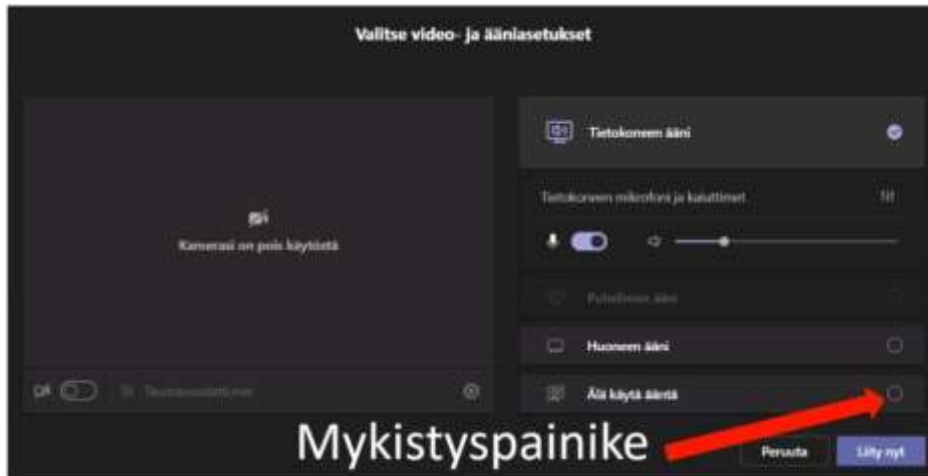 Valitse video- ja ääniasetukset
Kamerasi on pois käytöstä
Tietokoneen ääni
Tietokoneen mikrofoni ja kaiuttimet
Puhelimen ääni
Huoneen ääni
Älä käytä ääntä
Mykistyspainike
Peruuta
Liity nyt